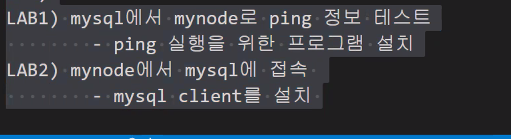 LAB1) mysql에서 mynode로 ping 정보 테스트
- ping 실행을 위한 프로그램 설치
LAB2) mynode에서 mysql에 접속
- mysql client를 설치